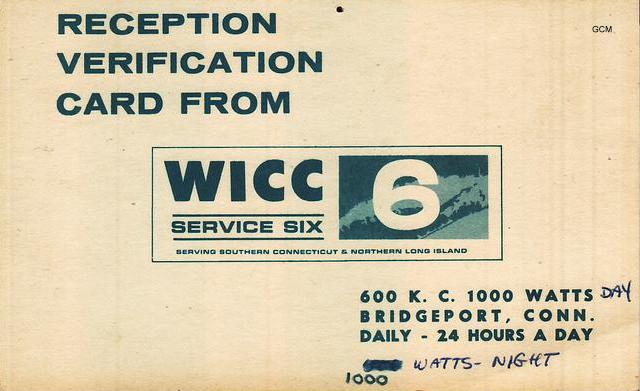 RECEPTION
VERIFICATION
CARD FROM
GCM
WICC 6
SERVICE SIX
SERVING SOUTHERN CONNECTICUT & NORTHERN LONG ISLAND
600 K. C. 1000 WATTS DAY
BRIDGEPORT, CONN.
DAILY - 24 HOURS A DAY
WATTS- NIGHT
1000